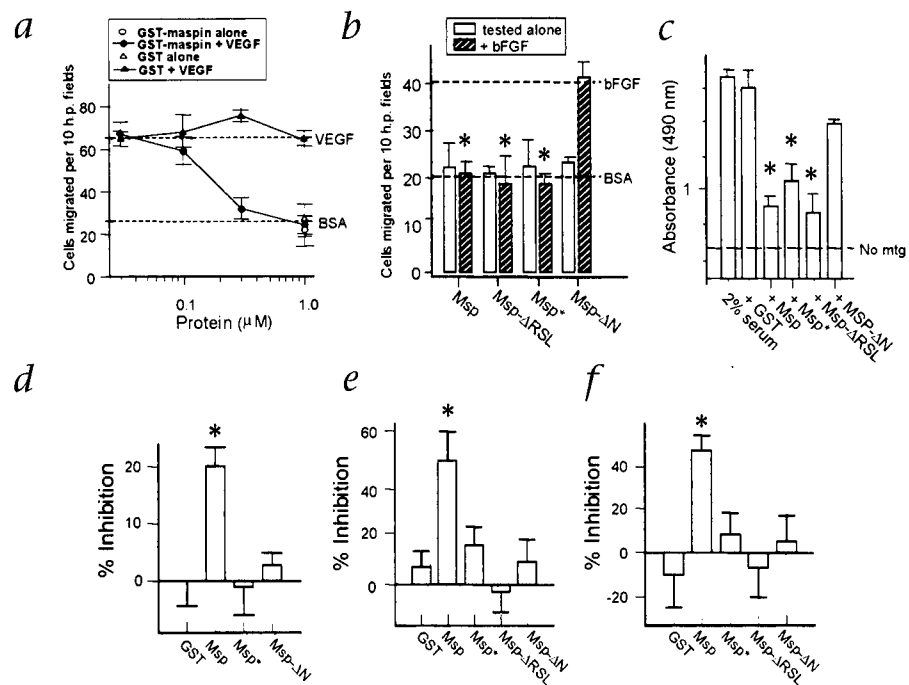 a
GST-maspin alone
GST-maspin + VEGF
GST alone
GST + VEGF
Cells migrated per 10 h.p. fields
80
60
40
20
0
VEGF
BSA
0.1
1.0
Protein (μM)
b
tested alone
+ bFGF
Cells migrated per 10 h.p. fields
40
30
20
10
0
bFGF
BSA
* * *
Msp
Msp-ΔRSL
Msp*
Msp-ΔN
c
Absorbance (490 nm)
1
* * *
No mtg
2% serum
+ GST
+ Msp
+ Msp*
+ Msp-ΔRSL
+ MSP-ΔN
d
% Inhibition
20
10
0
*
GST
Msp
Msp*
Msp-ΔN
e
% Inhibition
60
40
20
0
*
GST
Msp
Msp*
Msp-ΔRSL
Msp-ΔN
f
% Inhibition
40
20
0
-20
*
GST
Msp
Msp*
Msp-ΔRSL
Msp-ΔN